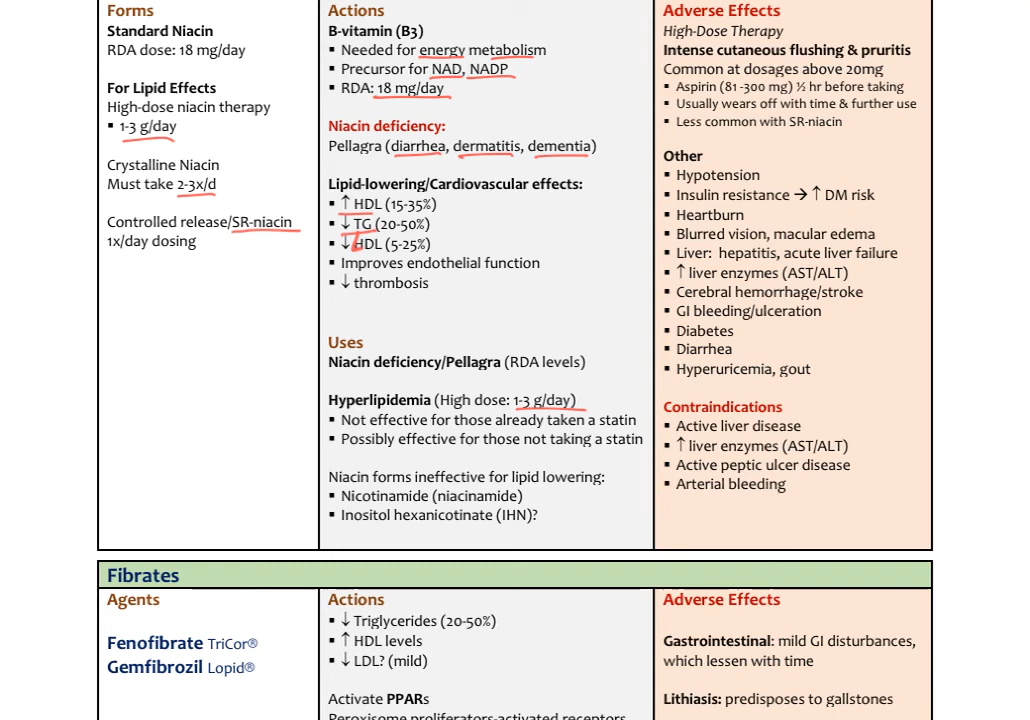 Forms
Standard Niacin
RDA dose: 18 mg/day
For Lipid Effects
High-dose niacin therapy
▪ 1-3 g/day
Crystalline Niacin
Must take 2-3x/d
Controlled release/SR-niacin
1x/day dosing
Actions
B-vitamin (B3)
▪ Needed for energy metabolism
▪ Precursor for NAD, NADP
▪ RDA: 18 mg/day
Niacin deficiency:
Pellagra (diarrhea, dermatitis, dementia)
Lipid-lowering/Cardiovascular effects:
▪ ↑ HDL (15-35%)
▪ ↓ TG (20-50%)
▪ ↓ HDL (5-25%)
▪ Improves endothelial function
▪ ↓ thrombosis
Uses
Niacin deficiency/Pellagra (RDA levels)
Hyperlipidemia (High dose: 1-3 g/day)
▪ Not effective for those already taken a statin
▪ Possibly effective for those not taking a statin
Niacin forms ineffective for lipid lowering:
▪ Nicotinamide (niacinamide)
▪ Inositol hexanicotinate (IHN)?
Adverse Effects
High-Dose Therapy
Intense cutaneous flushing & pruritis
Common at dosages above 20mg
▪ Aspirin (81 -300 mg) ½ hr before taking
▪ Usually wears off with time & further use
▪ Less common with SR-niacin
Other
▪ Hypotension
▪ Insulin resistance → ↑ DM risk
▪ Heartburn
▪ Blurred vision, macular edema
▪ Liver: hepatitis, acute liver failure
▪ ↑ liver enzymes (AST/ALT)
▪ Cerebral hemorrhage/stroke
▪ GI bleeding/ulceration
▪ Diabetes
▪ Diarrhea
▪ Hyperuricemia, gout
Contraindications
▪ Active liver disease
▪ ↑ liver enzymes (AST/ALT)
▪ Active peptic ulcer disease
▪ Arterial bleeding
Fibrates
Agents
Fenofibrate TriCor®
Gemfibrozil Lopid®
Actions
▪ ↓ Triglycerides (20-50%)
▪ ↑ HDL levels
▪ ↓ LDL? (mild)
Activate PPARs
Peroxisome proliferators-activated receptors
Adverse Effects
Gastrointestinal: mild GI disturbances,
which lessen with time
Lithiasis: predisposes to gallstones